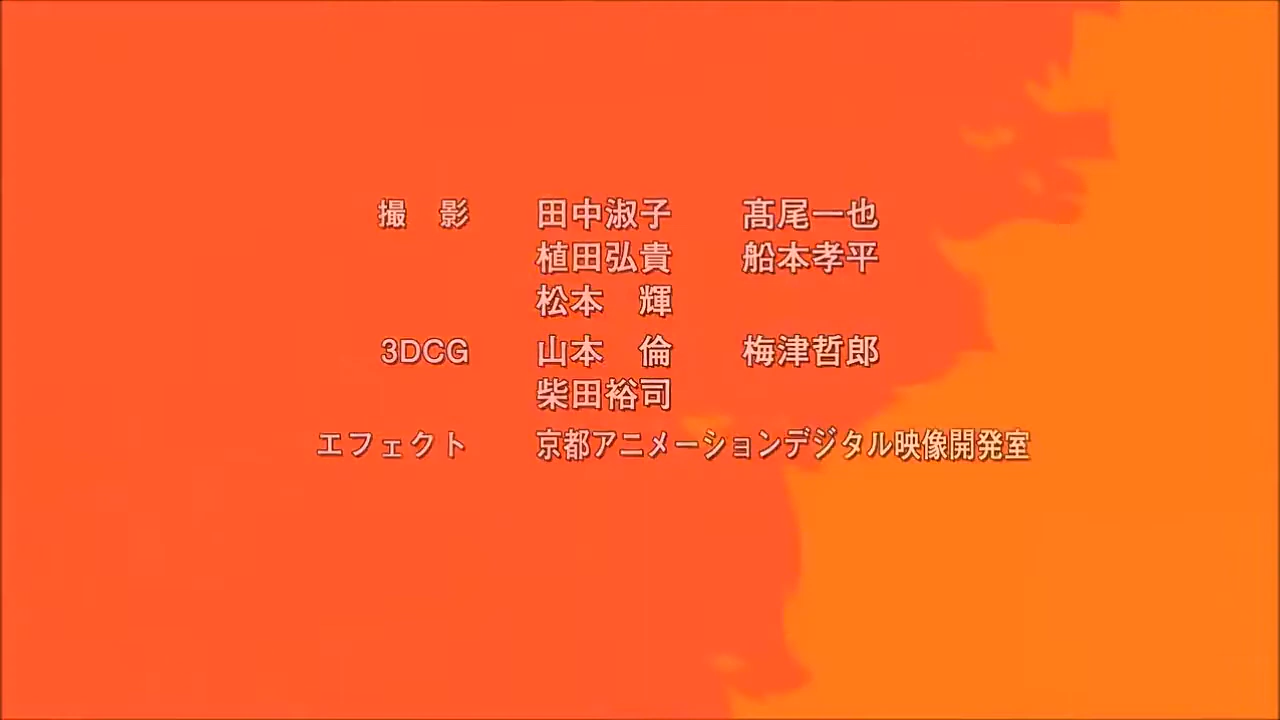 撮　影　田中淑子　髙尾一也
植田弘貴　船本孝平
松本　輝
3DCG　山本　倫　梅津哲郎
柴田裕司
エフェクト　京都アニメーションデジタル映像開発室